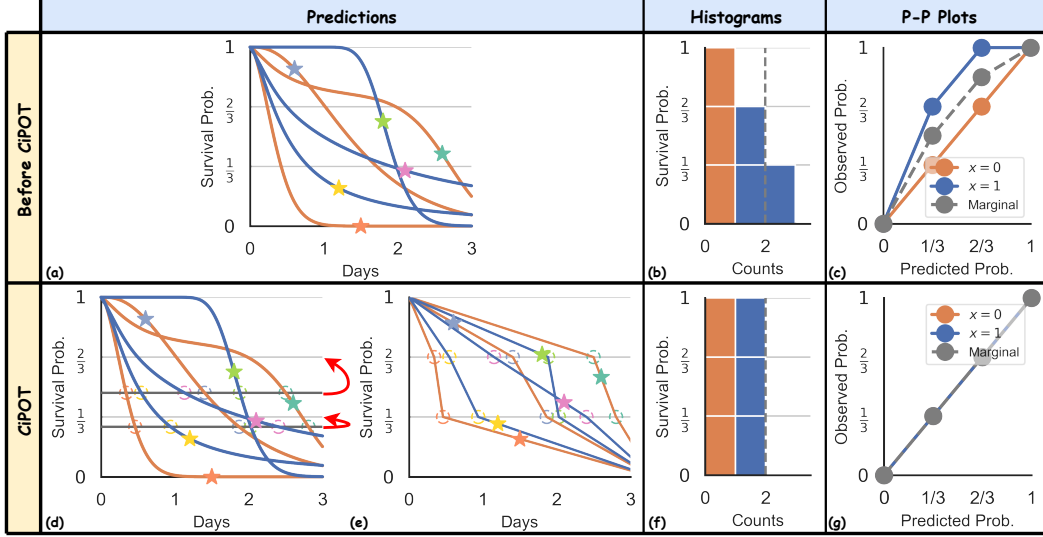 Predictions
Histograms
P-P Plots
Before CiPOT
Survival Prob.
1
2/3
1/3
0
0 1 2 3
Days
(a)
Survival Prob.
1
2/3
1/3
0
0 2
Counts
(b)
Observed Prob.
1
2/3
1/3
0
x = 0
x = 1
Marginal
0 1/3 2/3 1
Predicted Prob.
(c)
CiPOT
Survival Prob.
1
2/3
1/3
0
0 1 2 3
Days
(d)
Survival Prob.
1
2/3
1/3
0
0 1 2 3
Days
(e)
Survival Prob.
1
2/3
1/3
0
0 2
Counts
(f)
Observed Prob.
1
2/3
1/3
0
x = 0
x = 1
Marginal
0 1/3 2/3 1
Predicted Prob.
(g)